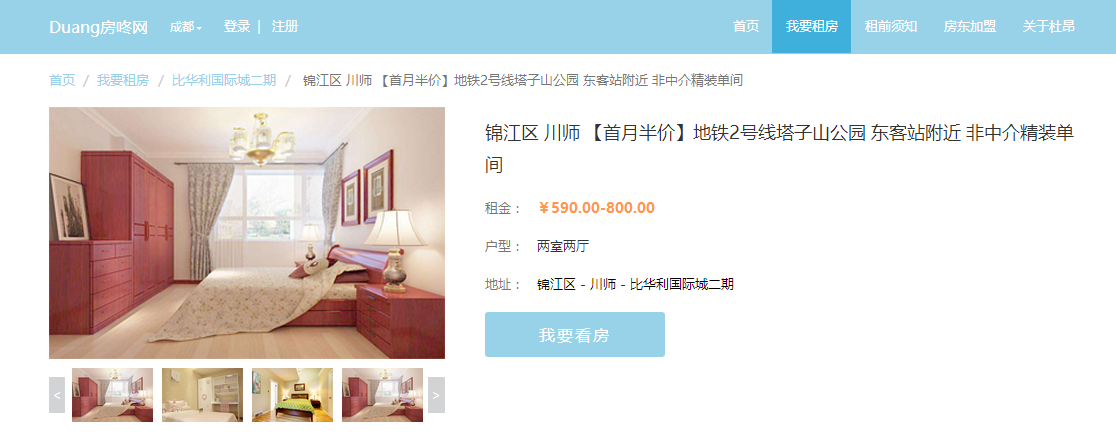 Duang房咚网 成都 登录 | 注册 首页 我要租房 租前须知 房东加盟 关于杜昂
首页 / 我要租房 / 比华利国际城二期 / 锦江区 川师 【首月半价】地铁2号线塔子山公园 东客站附近 非中介精装单间
锦江区 川师 【首月半价】地铁2号线塔子山公园 东客站附近 非中介精装单
间
租金： ￥590.00-800.00
户型： 两室两厅
地址： 锦江区 - 川师 - 比华利国际城二期
我要看房
< >